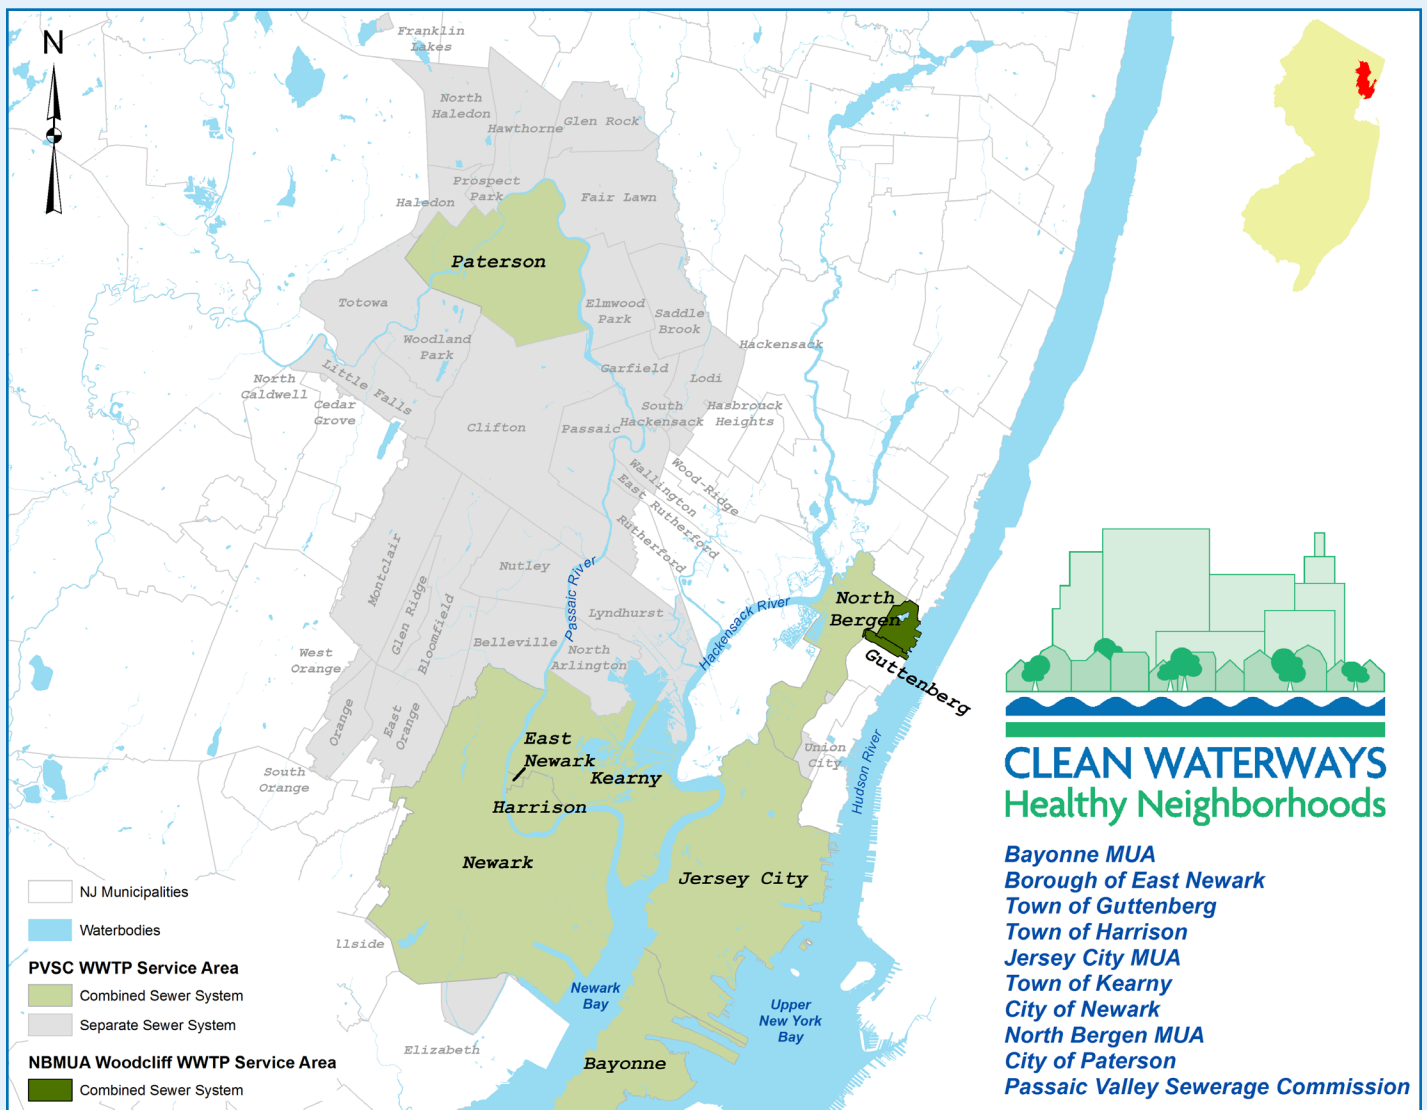 N
Franklin
Lakes
North
Haledon
Hawthorne
Glen Rock
Prospect
Park
Haledon
Fair Lawn
Paterson
Totowa
Elmwood
Park
Saddle
Brook
Woodland
Park
Hackensack
Little Falls
Garfield
Lodi
North
Caldwell
Cedar
Grove
South
Hackensack
Hasbrouck
Heights
Clifton
Passaic
Wood-Ridge
Wallington
East Rutherford
Rutherford
Montclair
Nutley
Passaic River
Glen Ridge
Bloomfield
Lyndhurst
Hackensack River
North
Bergen
Guttenberg
Belleville
North
Arlington
West
Orange
Orange
East
Orange
South
Orange
East
Newark
Kearny
Harrison
Union
City
Hudson River
Newark
Jersey City
llside
Newark
Bay
Upper
New York
Bay
Elizabeth
Bayonne
NJ Municipalities
Waterbodies
PVSC WWTP Service Area
Combined Sewer System
Separate Sewer System
NBMUA Woodcliff WWTP Service Area
Combined Sewer System
CLEAN WATERWAYS
Healthy Neighborhoods
Bayonne MUA
Borough of East Newark
Town of Guttenberg
Town of Harrison
Jersey City MUA
Town of Kearny
City of Newark
North Bergen MUA
City of Paterson
Passaic Valley Sewerage Commission